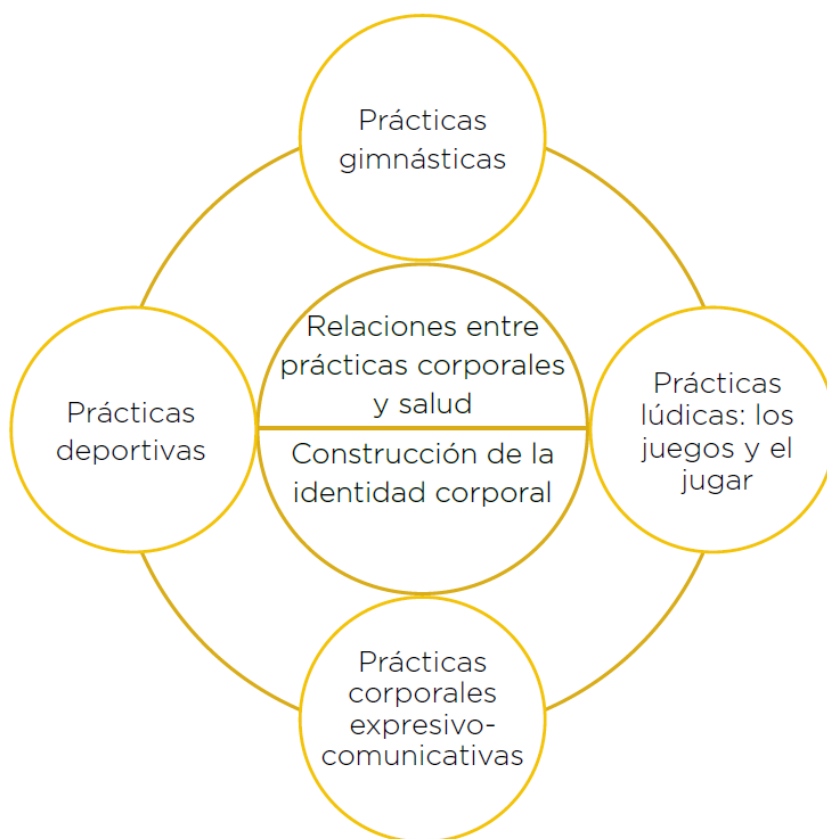 Prácticas
gimnásticas
Relaciones entre
prácticas corporales
y salud
Construcción de la
identidad corporal
Prácticas
deportivas
Prácticas
lúdicas: los
juegos y el
jugar
Prácticas
corporales
expresivo-
comunicativas